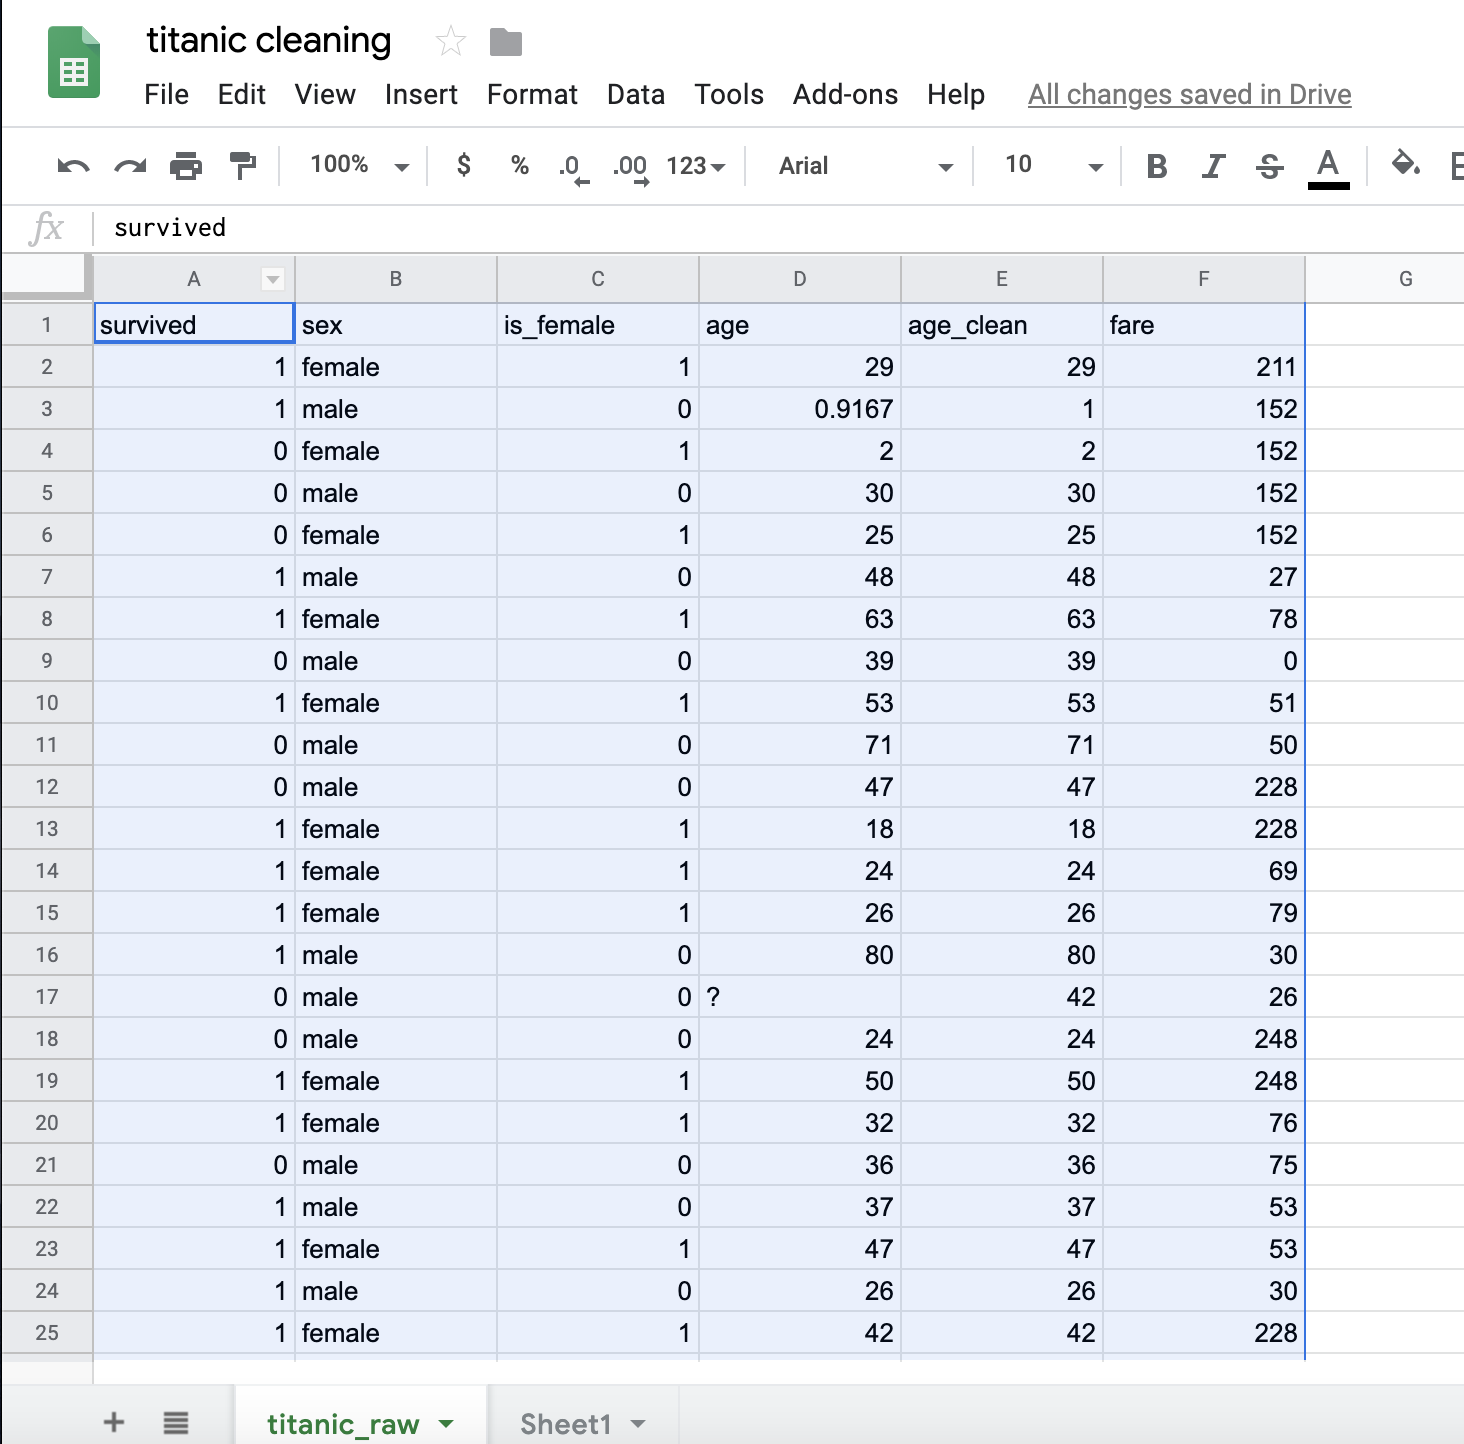 titanic cleaning
File Edit View Insert Format Data Tools Add-ons Help All changes saved in Drive
100% $ % .0 .00 123 Arial 10 B I S A
fx survived
A B C D E F G
1 survived sex is_female age age_clean fare
2 1 female 1 29 29 211
3 1 male 0 0.9167 1 152
4 0 female 1 2 2 152
5 0 male 0 30 30 152
6 0 female 1 25 25 152
7 1 male 0 48 48 27
8 1 female 1 63 63 78
9 0 male 0 39 39 0
10 1 female 1 53 53 51
11 0 male 0 71 71 50
12 0 male 0 47 47 228
13 1 female 1 18 18 228
14 1 female 1 24 24 69
15 1 female 1 26 26 79
16 1 male 0 80 80 30
17 0 male 0 ? 42 26
18 0 male 0 24 24 248
19 1 female 1 50 50 248
20 1 female 1 32 32 76
21 0 male 0 36 36 75
22 1 male 0 37 37 53
23 1 female 1 47 47 53
24 1 male 0 26 26 30
25 1 female 1 42 42 228
titanic_raw Sheet1